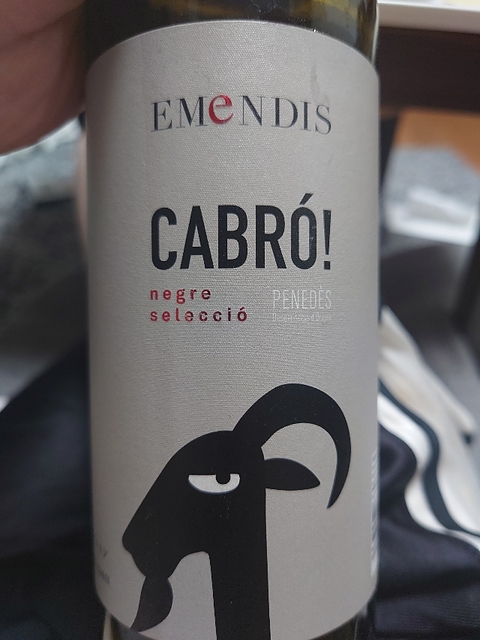 EMeNDIS
CABRÓ!
negre
selecció
PENEDÈS